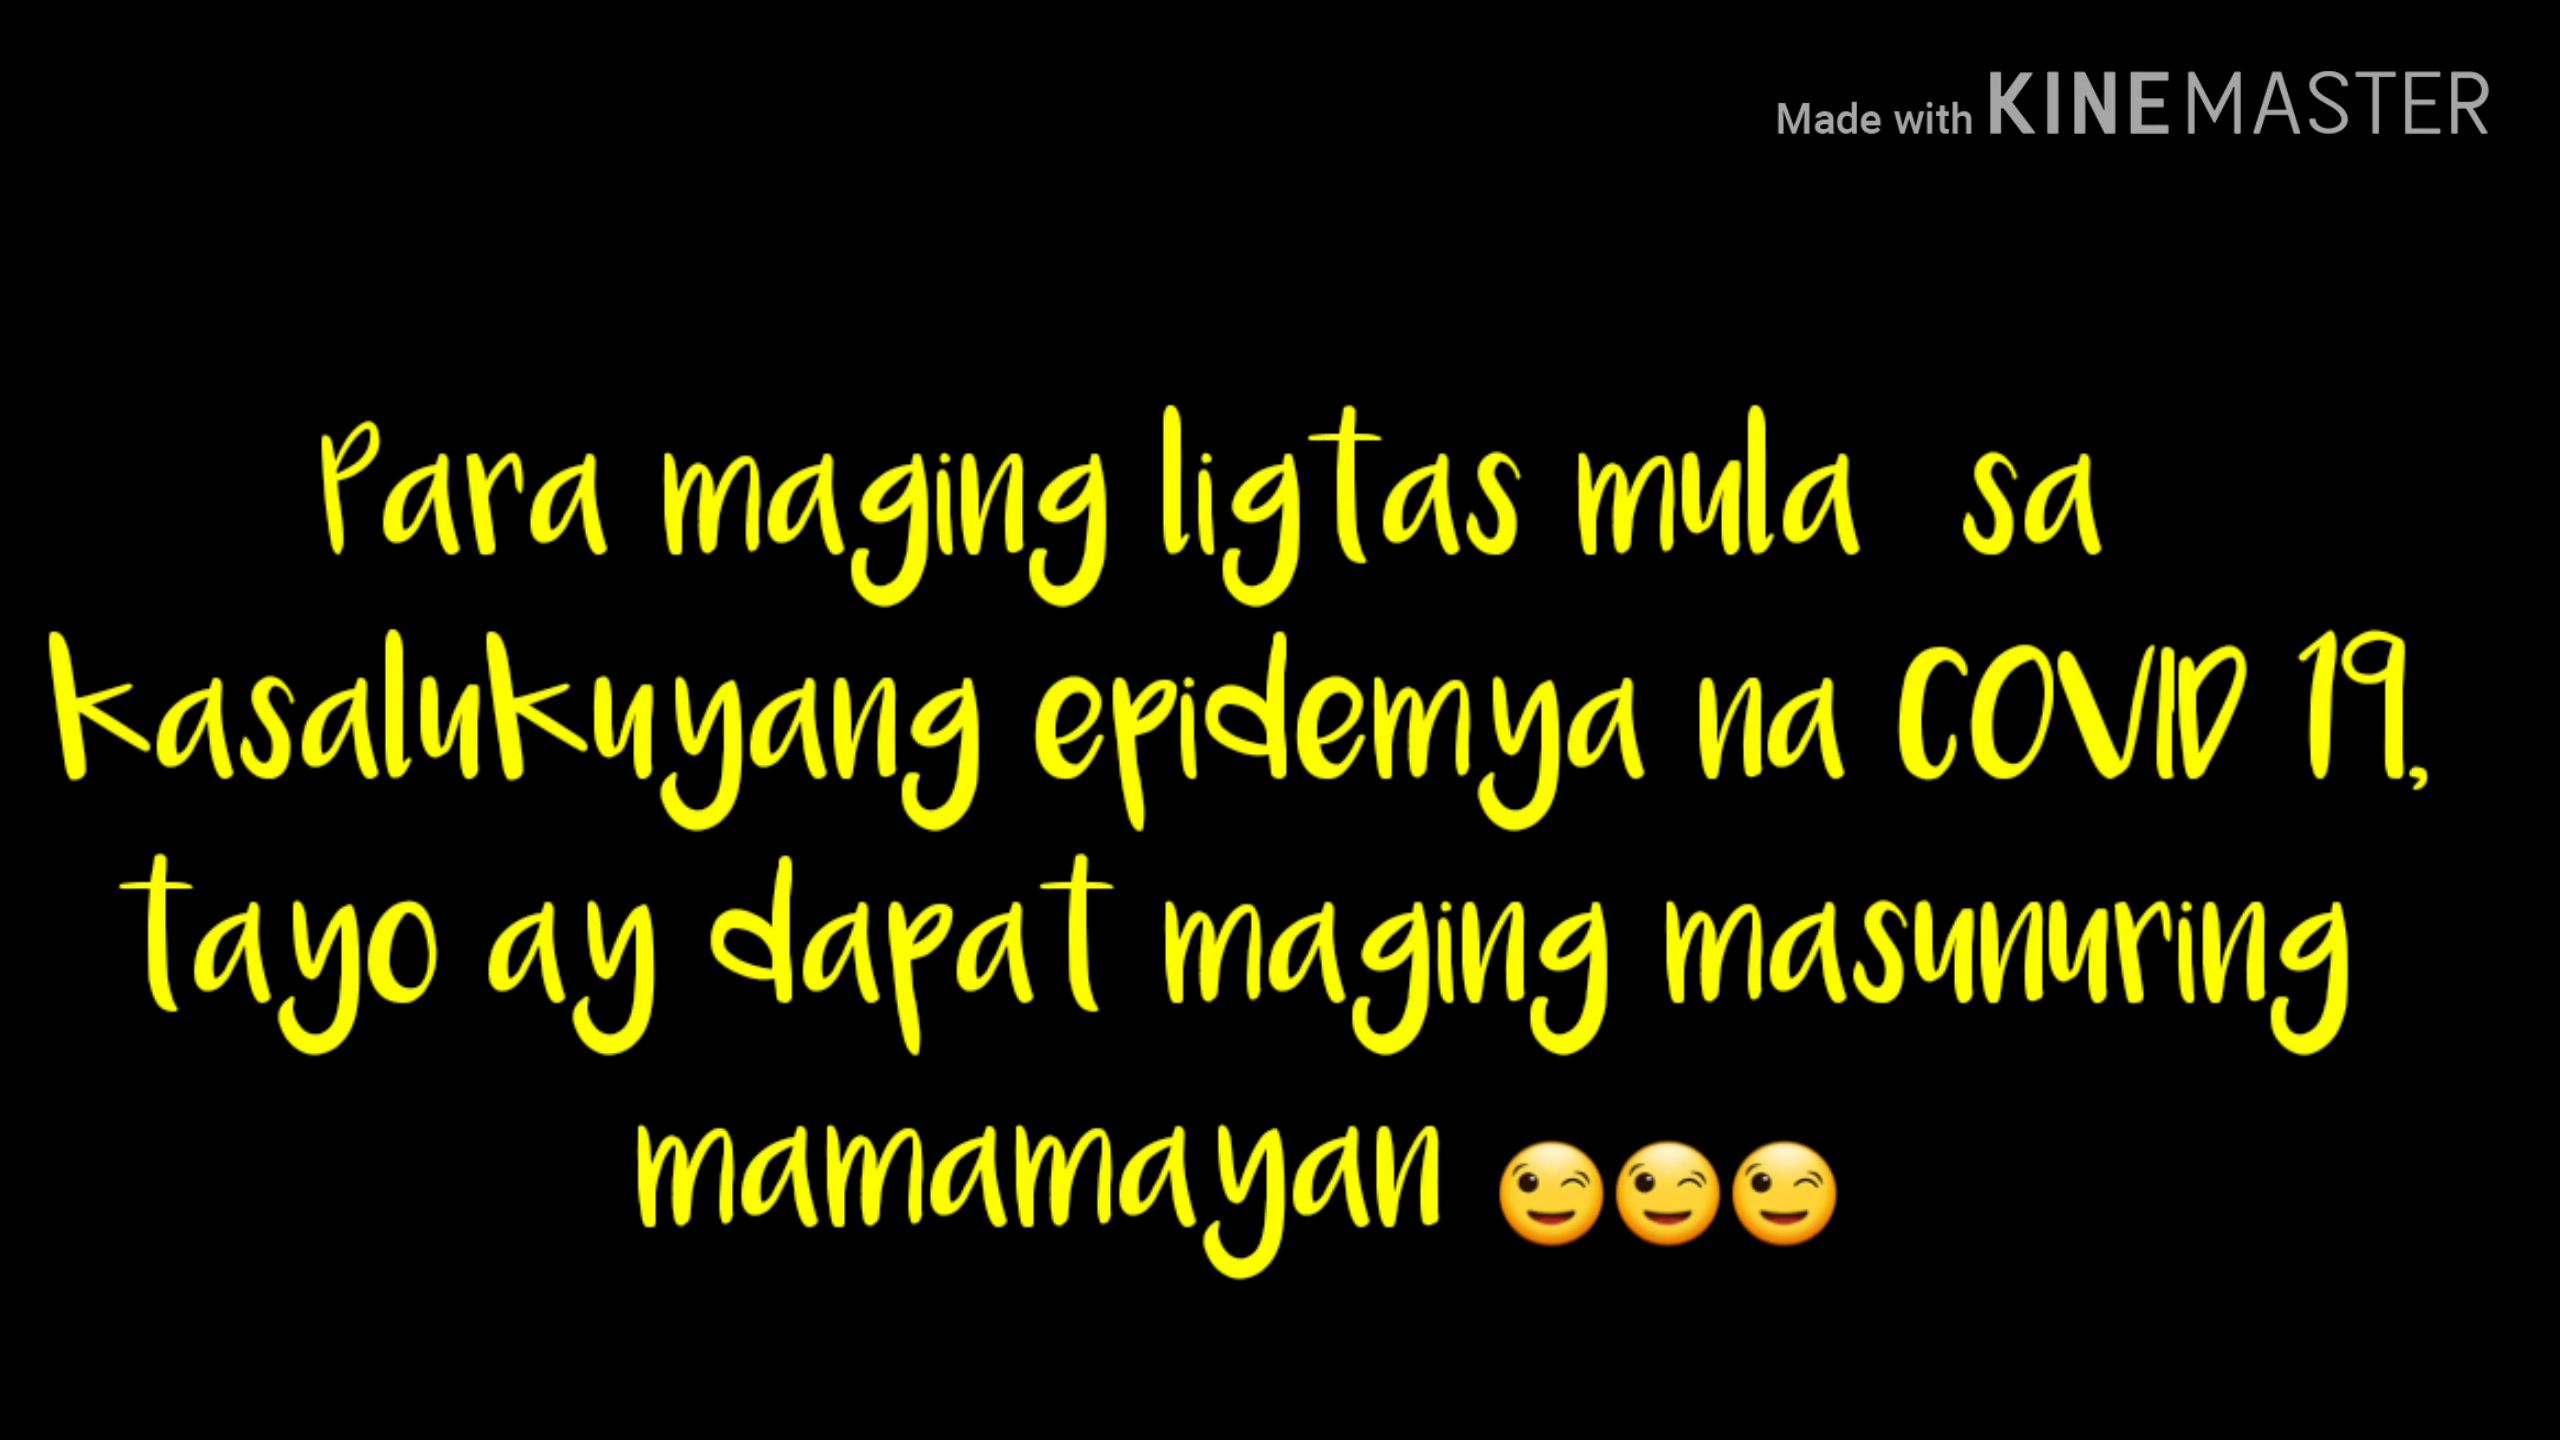 Made with KINEMASTER
Para maging ligtas mula  sa
kasalukuyang epidemya na COVID 19,
tayo ay dapat maging masunuring
mamamayan 😉😉😉